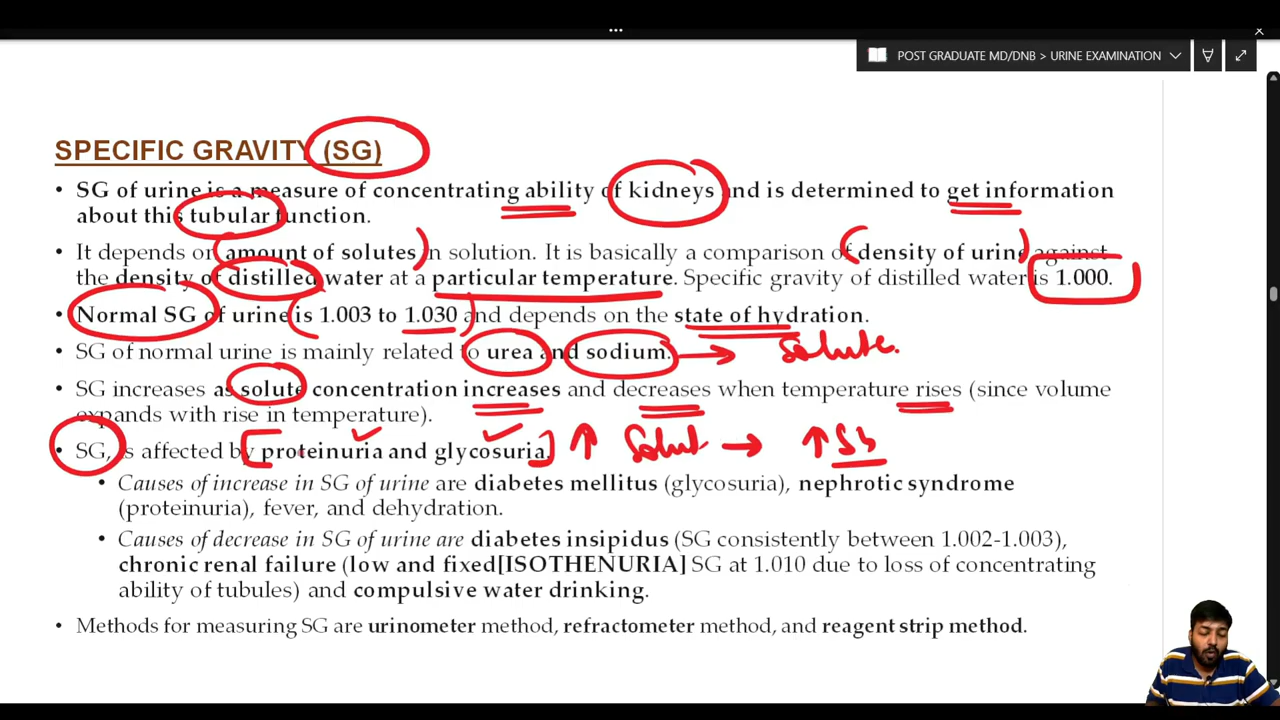 POST GRADUATE MD/DNB > URINE EXAMINATION
SPECIFIC GRAVITY (SG)
• SG of urine is a measure of concentrating ability of kidneys and is determined to get information
about this tubular function.
• It depends on amount of solutes in solution. It is basically a comparison of density of urine against
the density of distilled water at a particular temperature. Specific gravity of distilled water is 1.000.
• Normal SG of urine is 1.003 to 1.030 and depends on the state of hydration.
• SG of normal urine is mainly related to urea and sodium. → Solute.
• SG increases as solute concentration increases and decreases when temperature rises (since volume
expands with rise in temperature).
• SG, is affected by [proteinuria and glycosuria.] ↑ Solut → ↑ SG
• Causes of increase in SG of urine are diabetes mellitus (glycosuria), nephrotic syndrome
(proteinuria), fever, and dehydration.
• Causes of decrease in SG of urine are diabetes insipidus (SG consistently between 1.002-1.003),
chronic renal failure (low and fixed[ISOTHENURIA] SG at 1.010 due to loss of concentrating
ability of tubules) and compulsive water drinking.
• Methods for measuring SG are urinometer method, refractometer method, and reagent strip method.